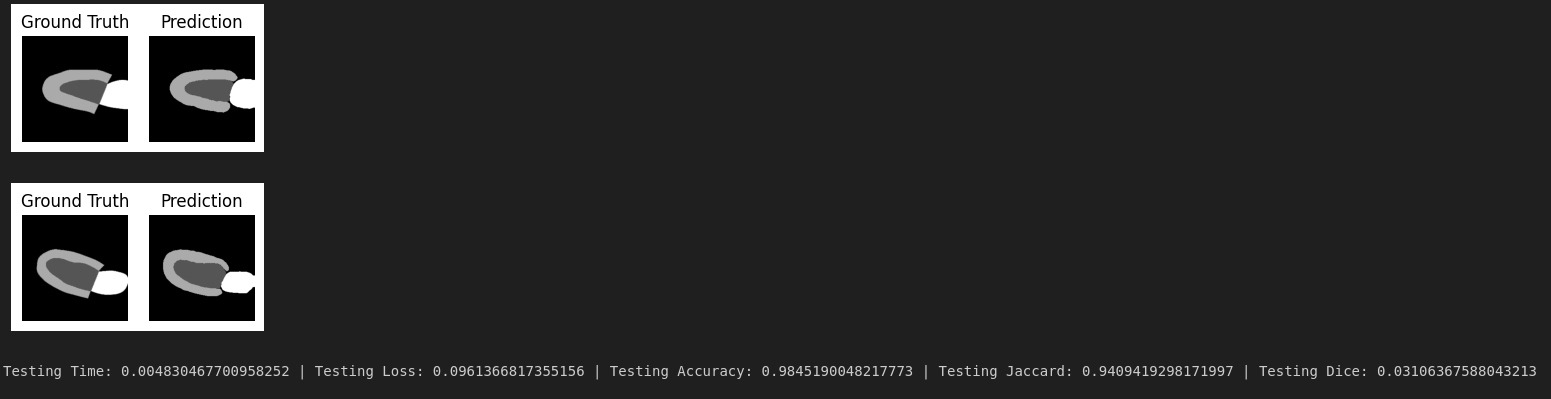 Ground Truth Prediction
Ground Truth Prediction
Testing Time: 0.004830467700958252 | Testing Loss: 0.0961366817355156 | Testing Accuracy: 0.9845190048217773 | Testing Jaccard: 0.9409419298171997 | Testing Dice: 0.03106367588043213